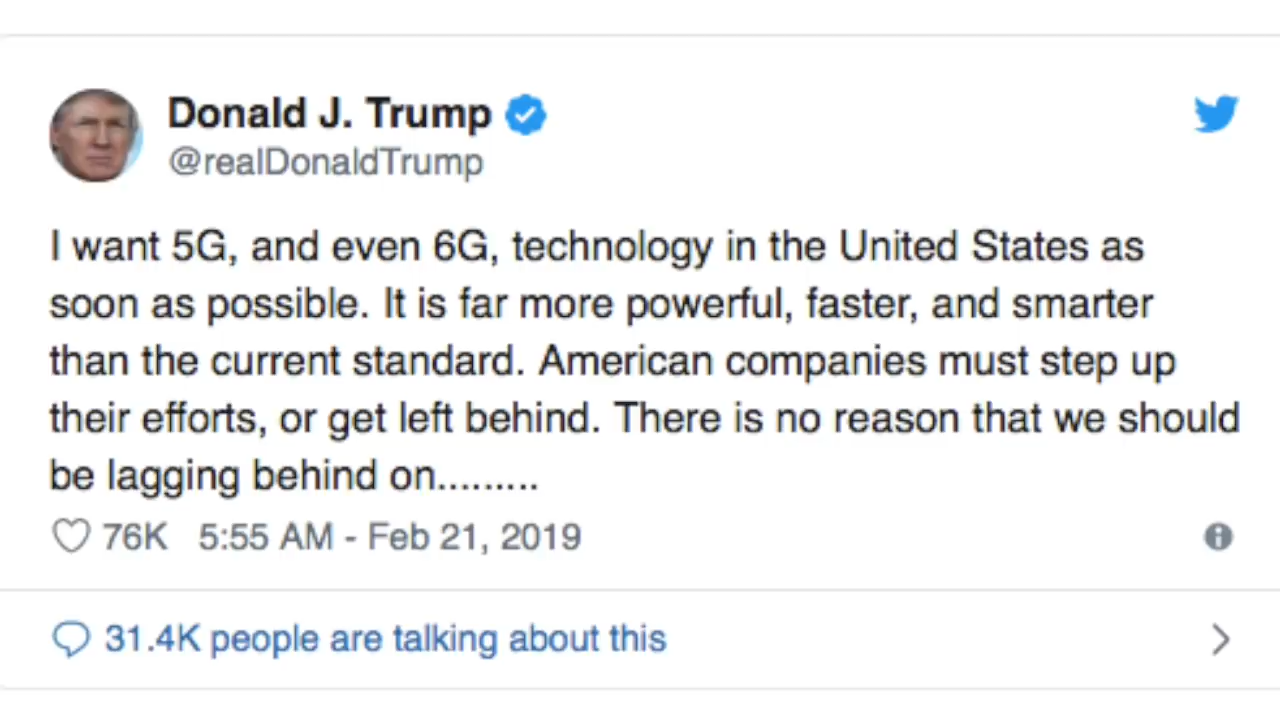 Donald J. Trump
@realDonaldTrump
I want 5G, and even 6G, technology in the United States as
soon as possible. It is far more powerful, faster, and smarter
than the current standard. American companies must step up
their efforts, or get left behind. There is no reason that we should
be lagging behind on.........
76K 5:55 AM - Feb 21, 2019
31.4K people are talking about this